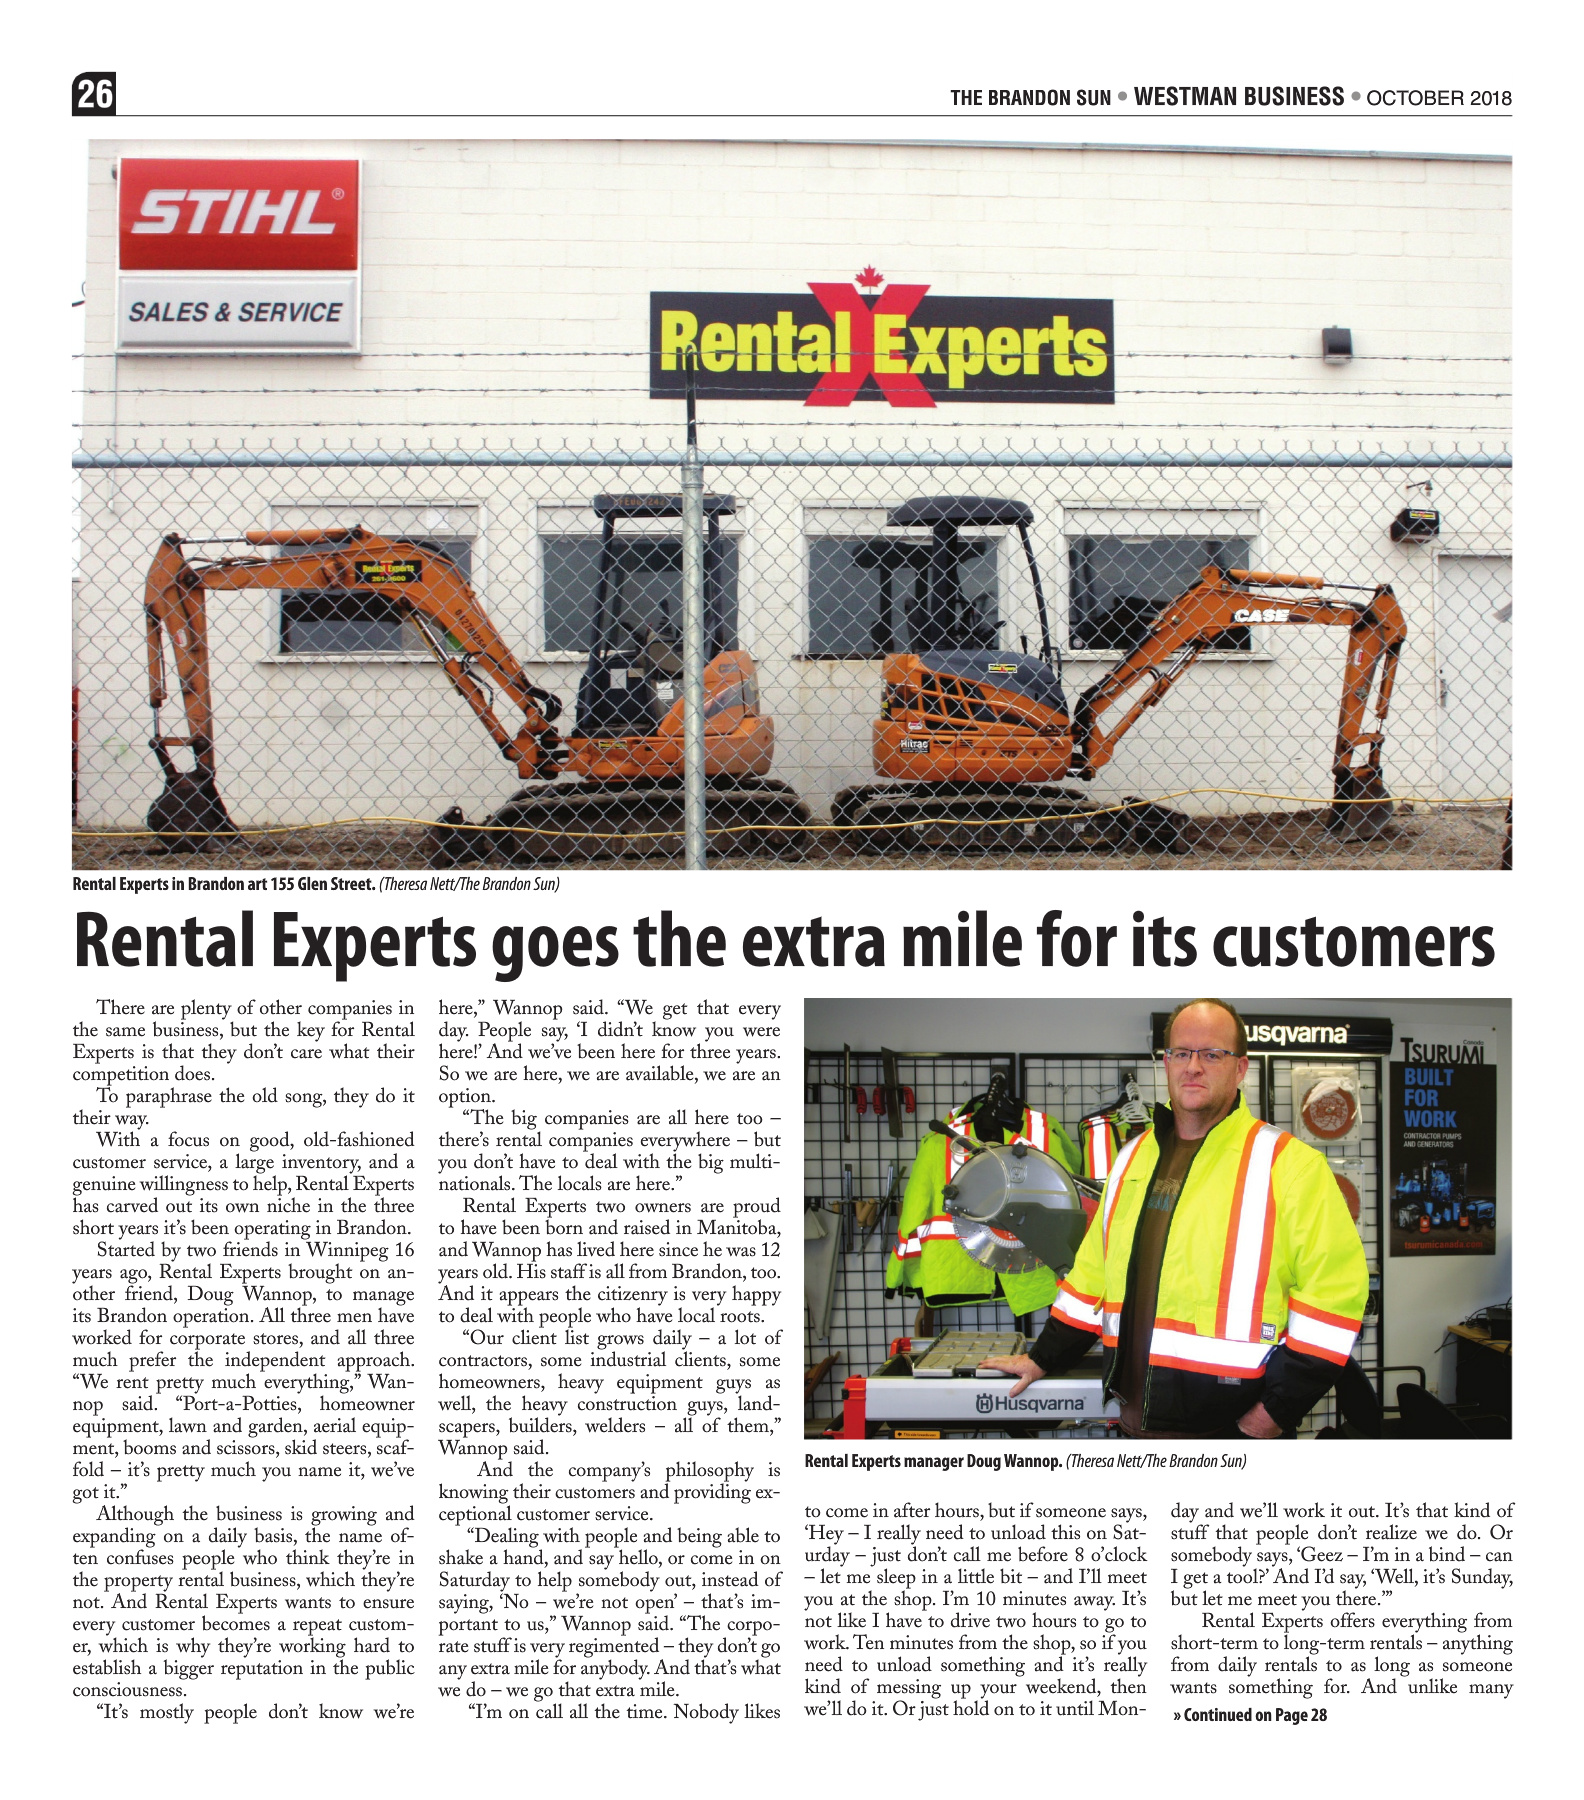 26
THE BRANDON SUN • WESTMAN BUSINESS • OCTOBER 2018
STIHL®
SALES & SERVICE
Rental X Experts
Rental Experts
CASE
Rental Experts
Hitrac
Rental Experts in Brandon art 155 Glen Street. (Theresa Nett/The Brandon Sun)
Rental Experts goes the extra mile for its customers
There are plenty of other companies in
the same business, but the key for Rental
Experts is that they don’t care what their
competition does.
To paraphrase the old song, they do it
their way.
With a focus on good, old-fashioned
customer service, a large inventory, and a
genuine willingness to help, Rental Experts
has carved out its own niche in the three
short years it’s been operating in Brandon.
Started by two friends in Winnipeg 16
years ago, Rental Experts brought on an-
other friend, Doug Wannop, to manage
its Brandon operation. All three men have
worked for corporate stores, and all three
much prefer the independent approach.
“We rent pretty much everything,” Wan-
nop said. “Port-a-Potties, homeowner
equipment, lawn and garden, aerial equip-
ment, booms and scissors, skid steers, scaf-
fold – it’s pretty much you name it, we’ve
got it.”
Although the business is growing and
expanding on a daily basis, the name of-
ten confuses people who think they’re in
the property rental business, which they’re
not. And Rental Experts wants to ensure
every customer becomes a repeat custom-
er, which is why they’re working hard to
establish a bigger reputation in the public
consciousness.
“It’s mostly people don’t know we’re
here,” Wannop said. “We get that every
day. People say, ‘I didn’t know you were
here!’ And we’ve been here for three years.
So we are here, we are available, we are an
option.
“The big companies are all here too –
there’s rental companies everywhere – but
you don’t have to deal with the big multi-
nationals. The locals are here.”
Rental Experts two owners are proud
to have been born and raised in Manitoba,
and Wannop has lived here since he was 12
years old. His staff is all from Brandon, too.
And it appears the citizenry is very happy
to deal with people who have local roots.
“Our client list grows daily – a lot of
contractors, some industrial clients, some
homeowners, heavy equipment guys as
well, the heavy construction guys, land-
scapers, builders, welders – all of them,”
Wannop said.
And the company’s philosophy is
knowing their customers and providing ex-
ceptional customer service.
“Dealing with people and being able to
shake a hand, and say hello, or come in on
Saturday to help somebody out, instead of
saying, ‘No – we’re not open’ – that’s im-
portant to us,” Wannop said. “The corpo-
rate stuff is very regimented – they don’t go
any extra mile for anybody. And that’s what
we do – we go that extra mile.
“I’m on call all the time. Nobody likes
usqvarna
Canada
TSURUMI
BUILT
FOR
WORK
CONTRACTOR PUMPS
AND GENERATORS
tsurumicanada.com
Husqvarna
Rental Experts manager Doug Wannop. (Theresa Nett/The Brandon Sun)
to come in after hours, but if someone says,
‘Hey – I really need to unload this on Sat-
urday – just don’t call me before 8 o’clock
– let me sleep in a little bit – and I’ll meet
you at the shop. I’m 10 minutes away. It’s
not like I have to drive two hours to go to
work. Ten minutes from the shop, so if you
need to unload something and it’s really
kind of messing up your weekend, then
we’ll do it. Or just hold on to it until Mon-
day and we’ll work it out. It’s that kind of
stuff that people don’t realize we do. Or
somebody says, ‘Geez – I’m in a bind – can
I get a tool?’ And I’d say, ‘Well, it’s Sunday,
but let me meet you there.’”
Rental Experts offers everything from
short-term to long-term rentals – anything
from daily rentals to as long as someone
wants something for. And unlike many
» Continued on Page 28